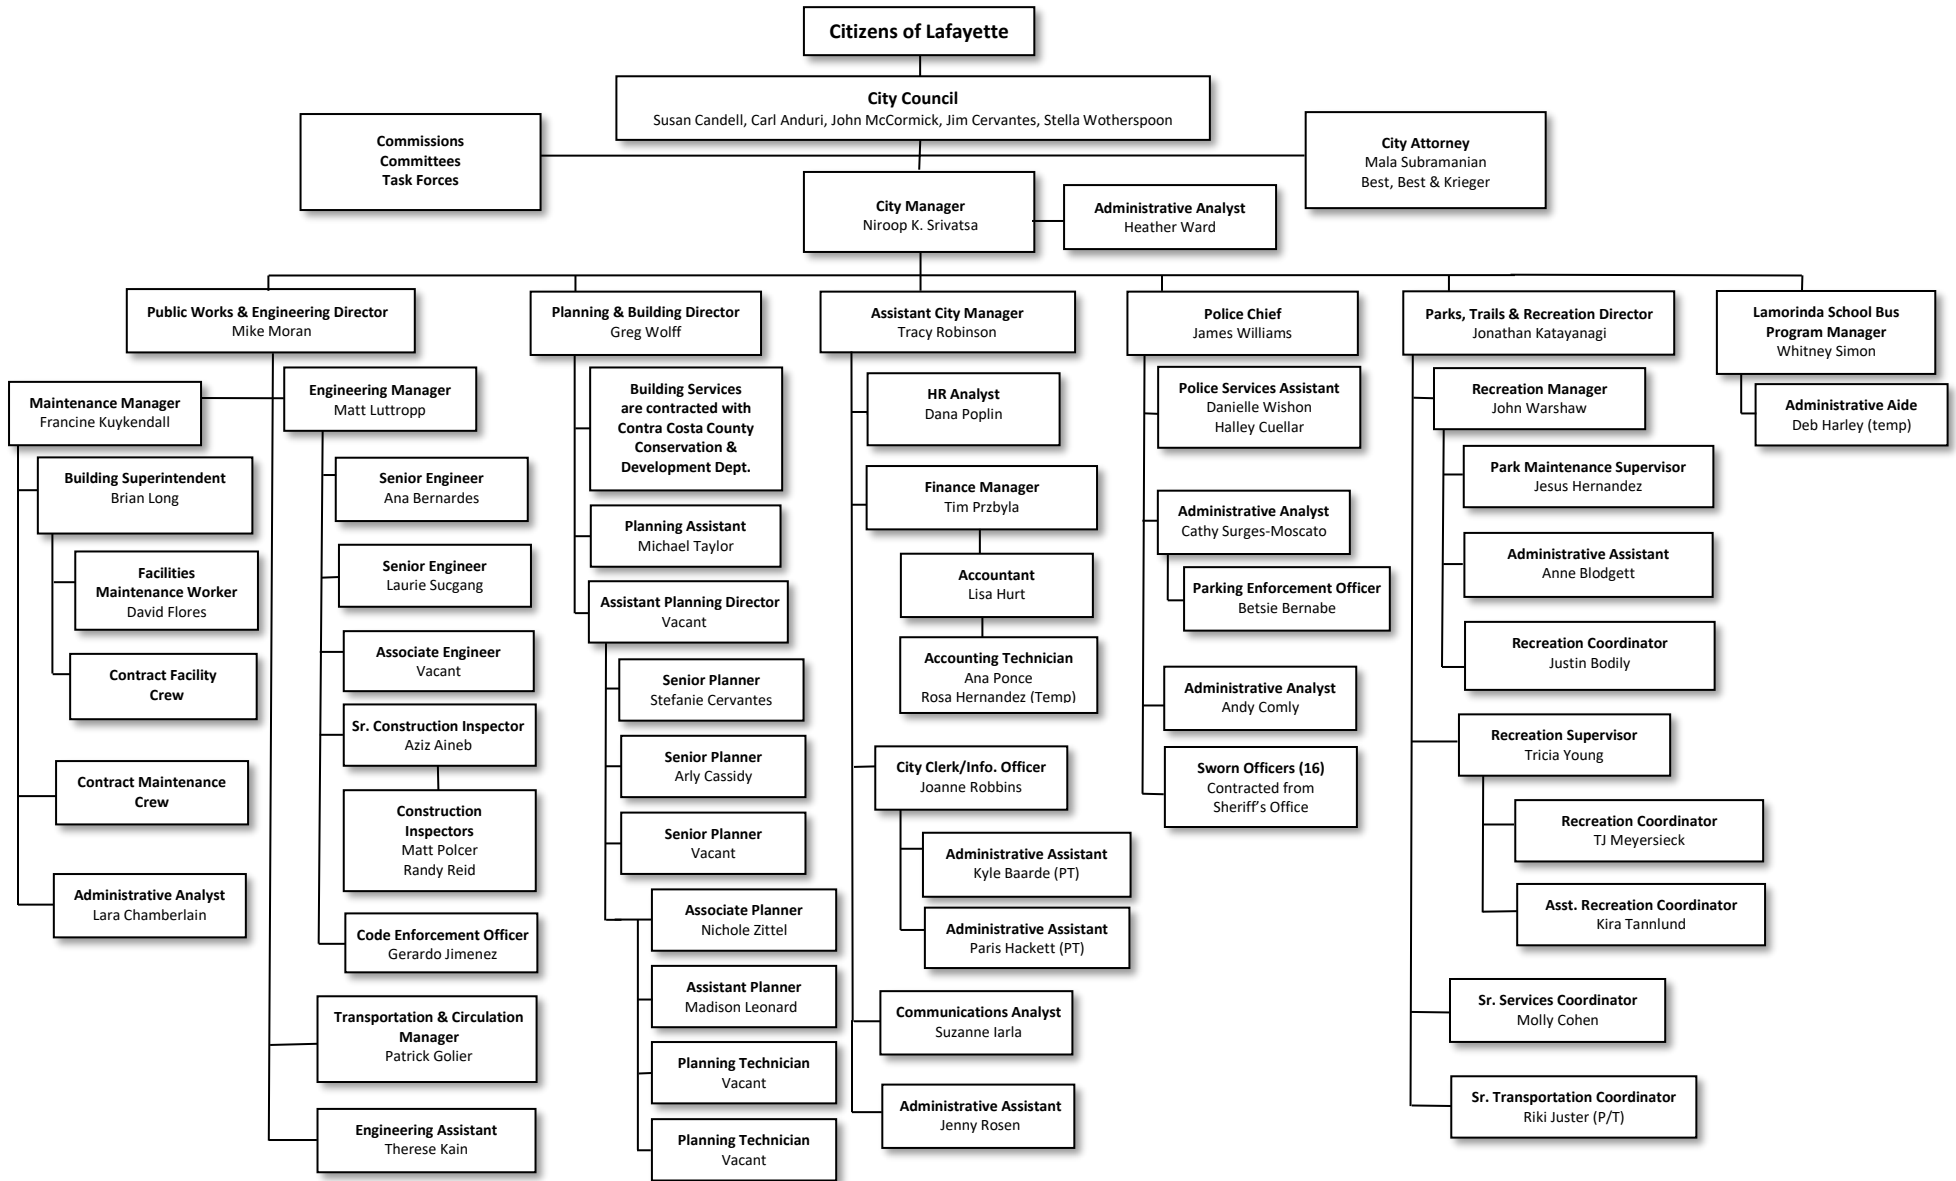 Citizens of Lafayette
City Council
Susan Candell, Carl Anduri, John McCormick, Jim Cervantes, Stella Wotherspoon
Commissions
Committees
Task Forces
City Attorney
Mala Subramanian
Best, Best & Krieger
City Manager
Niroop K. Srivatsa
Administrative Analyst
Heather Ward
Public Works & Engineering Director
Mike Moran
Maintenance Manager
Francine Kuykendall
Building Superintendent
Brian Long
Facilities
Maintenance Worker
David Flores
Contract Facility
Crew
Contract Maintenance
Crew
Administrative Analyst
Lara Chamberlain
Engineering Manager
Matt Luttropp
Senior Engineer
Ana Bernardes
Senior Engineer
Laurie Sucgang
Associate Engineer
Vacant
Sr. Construction Inspector
Aziz Aineb
Construction
Inspectors
Matt Polcer
Randy Reid
Code Enforcement Officer
Gerardo Jimenez
Transportation & Circulation
Manager
Patrick Golier
Engineering Assistant
Therese Kain
Planning & Building Director
Greg Wolff
Building Services
are contracted with
Contra Costa County
Conservation &
Development Dept.
Planning Assistant
Michael Taylor
Assistant Planning Director
Vacant
Senior Planner
Stefanie Cervantes
Senior Planner
Arly Cassidy
Senior Planner
Vacant
Associate Planner
Nichole Zittel
Assistant Planner
Madison Leonard
Planning Technician
Vacant
Planning Technician
Vacant
Assistant City Manager
Tracy Robinson
HR Analyst
Dana Poplin
Finance Manager
Tim Przbyla
Accountant
Lisa Hurt
Accounting Technician
Ana Ponce
Rosa Hernandez (Temp)
City Clerk/Info. Officer
Joanne Robbins
Administrative Assistant
Kyle Baarde (PT)
Administrative Assistant
Paris Hackett (PT)
Communications Analyst
Suzanne Iarla
Administrative Assistant
Jenny Rosen
Police Chief
James Williams
Police Services Assistant
Danielle Wishon
Halley Cuellar
Administrative Analyst
Cathy Surges-Moscato
Parking Enforcement Officer
Betsie Bernabe
Administrative Analyst
Andy Comly
Sworn Officers (16)
Contracted from
Sheriff’s Office
Parks, Trails & Recreation Director
Jonathan Katayanagi
Recreation Manager
John Warshaw
Park Maintenance Supervisor
Jesus Hernandez
Administrative Assistant
Anne Blodgett
Recreation Coordinator
Justin Bodily
Recreation Supervisor
Tricia Young
Recreation Coordinator
TJ Meyersieck
Asst. Recreation Coordinator
Kira Tannlund
Sr. Services Coordinator
Molly Cohen
Sr. Transportation Coordinator
Riki Juster (P/T)
Lamorinda School Bus
Program Manager
Whitney Simon
Administrative Aide
Deb Harley (temp)